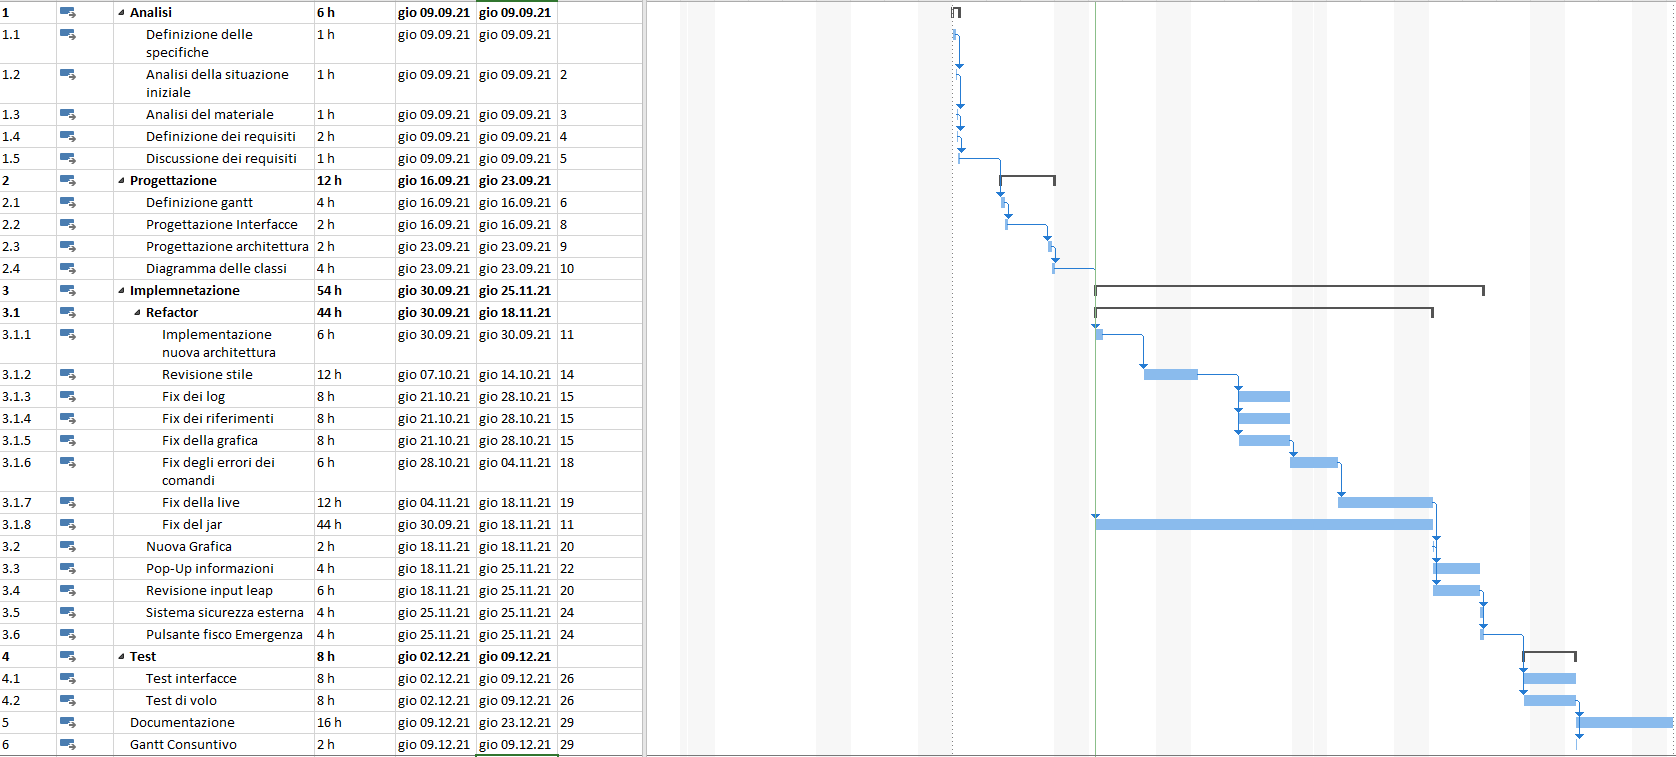 1 Analisi 6 h gio 09.09.21 gio 09.09.21
1.1 Definizione delle 1 h gio 09.09.21 gio 09.09.21
specifiche
1.2 Analisi della situazione 1 h gio 09.09.21 gio 09.09.21 2
iniziale
1.3 Analisi del materiale 1 h gio 09.09.21 gio 09.09.21 3
1.4 Definizione dei requisiti 2 h gio 09.09.21 gio 09.09.21 4
1.5 Discussione dei requisiti 1 h gio 09.09.21 gio 09.09.21 5
2 Progettazione 12 h gio 16.09.21 gio 23.09.21
2.1 Definizione gantt 4 h gio 16.09.21 gio 16.09.21 6
2.2 Progettazione Interfacce 2 h gio 16.09.21 gio 16.09.21 8
2.3 Progettazione architettura 2 h gio 23.09.21 gio 23.09.21 9
2.4 Diagramma delle classi 4 h gio 23.09.21 gio 23.09.21 10
3 Implemnetazione 54 h gio 30.09.21 gio 25.11.21
3.1 Refactor 44 h gio 30.09.21 gio 18.11.21
3.1.1 Implementazione 6 h gio 30.09.21 gio 30.09.21 11
nuova architettura
3.1.2 Revisione stile 12 h gio 07.10.21 gio 14.10.21 14
3.1.3 Fix dei log 8 h gio 21.10.21 gio 28.10.21 15
3.1.4 Fix dei riferimenti 8 h gio 21.10.21 gio 28.10.21 15
3.1.5 Fix della grafica 8 h gio 21.10.21 gio 28.10.21 15
3.1.6 Fix degli errori dei 6 h gio 28.10.21 gio 04.11.21 18
comandi
3.1.7 Fix della live 12 h gio 04.11.21 gio 18.11.21 19
3.1.8 Fix del jar 44 h gio 30.09.21 gio 18.11.21 11
3.2 Nuova Grafica 2 h gio 18.11.21 gio 18.11.21 20
3.3 Pop-Up informazioni 4 h gio 18.11.21 gio 25.11.21 22
3.4 Revisione input leap 6 h gio 18.11.21 gio 25.11.21 20
3.5 Sistema sicurezza esterna 4 h gio 25.11.21 gio 25.11.21 24
3.6 Pulsante fisco Emergenza 4 h gio 25.11.21 gio 25.11.21 24
4 Test 8 h gio 02.12.21 gio 09.12.21
4.1 Test interfacce 8 h gio 02.12.21 gio 09.12.21 26
4.2 Test di volo 8 h gio 02.12.21 gio 09.12.21 26
5 Documentazione 16 h gio 09.12.21 gio 23.12.21 29
6 Gantt Consuntivo 2 h gio 09.12.21 gio 09.12.21 29